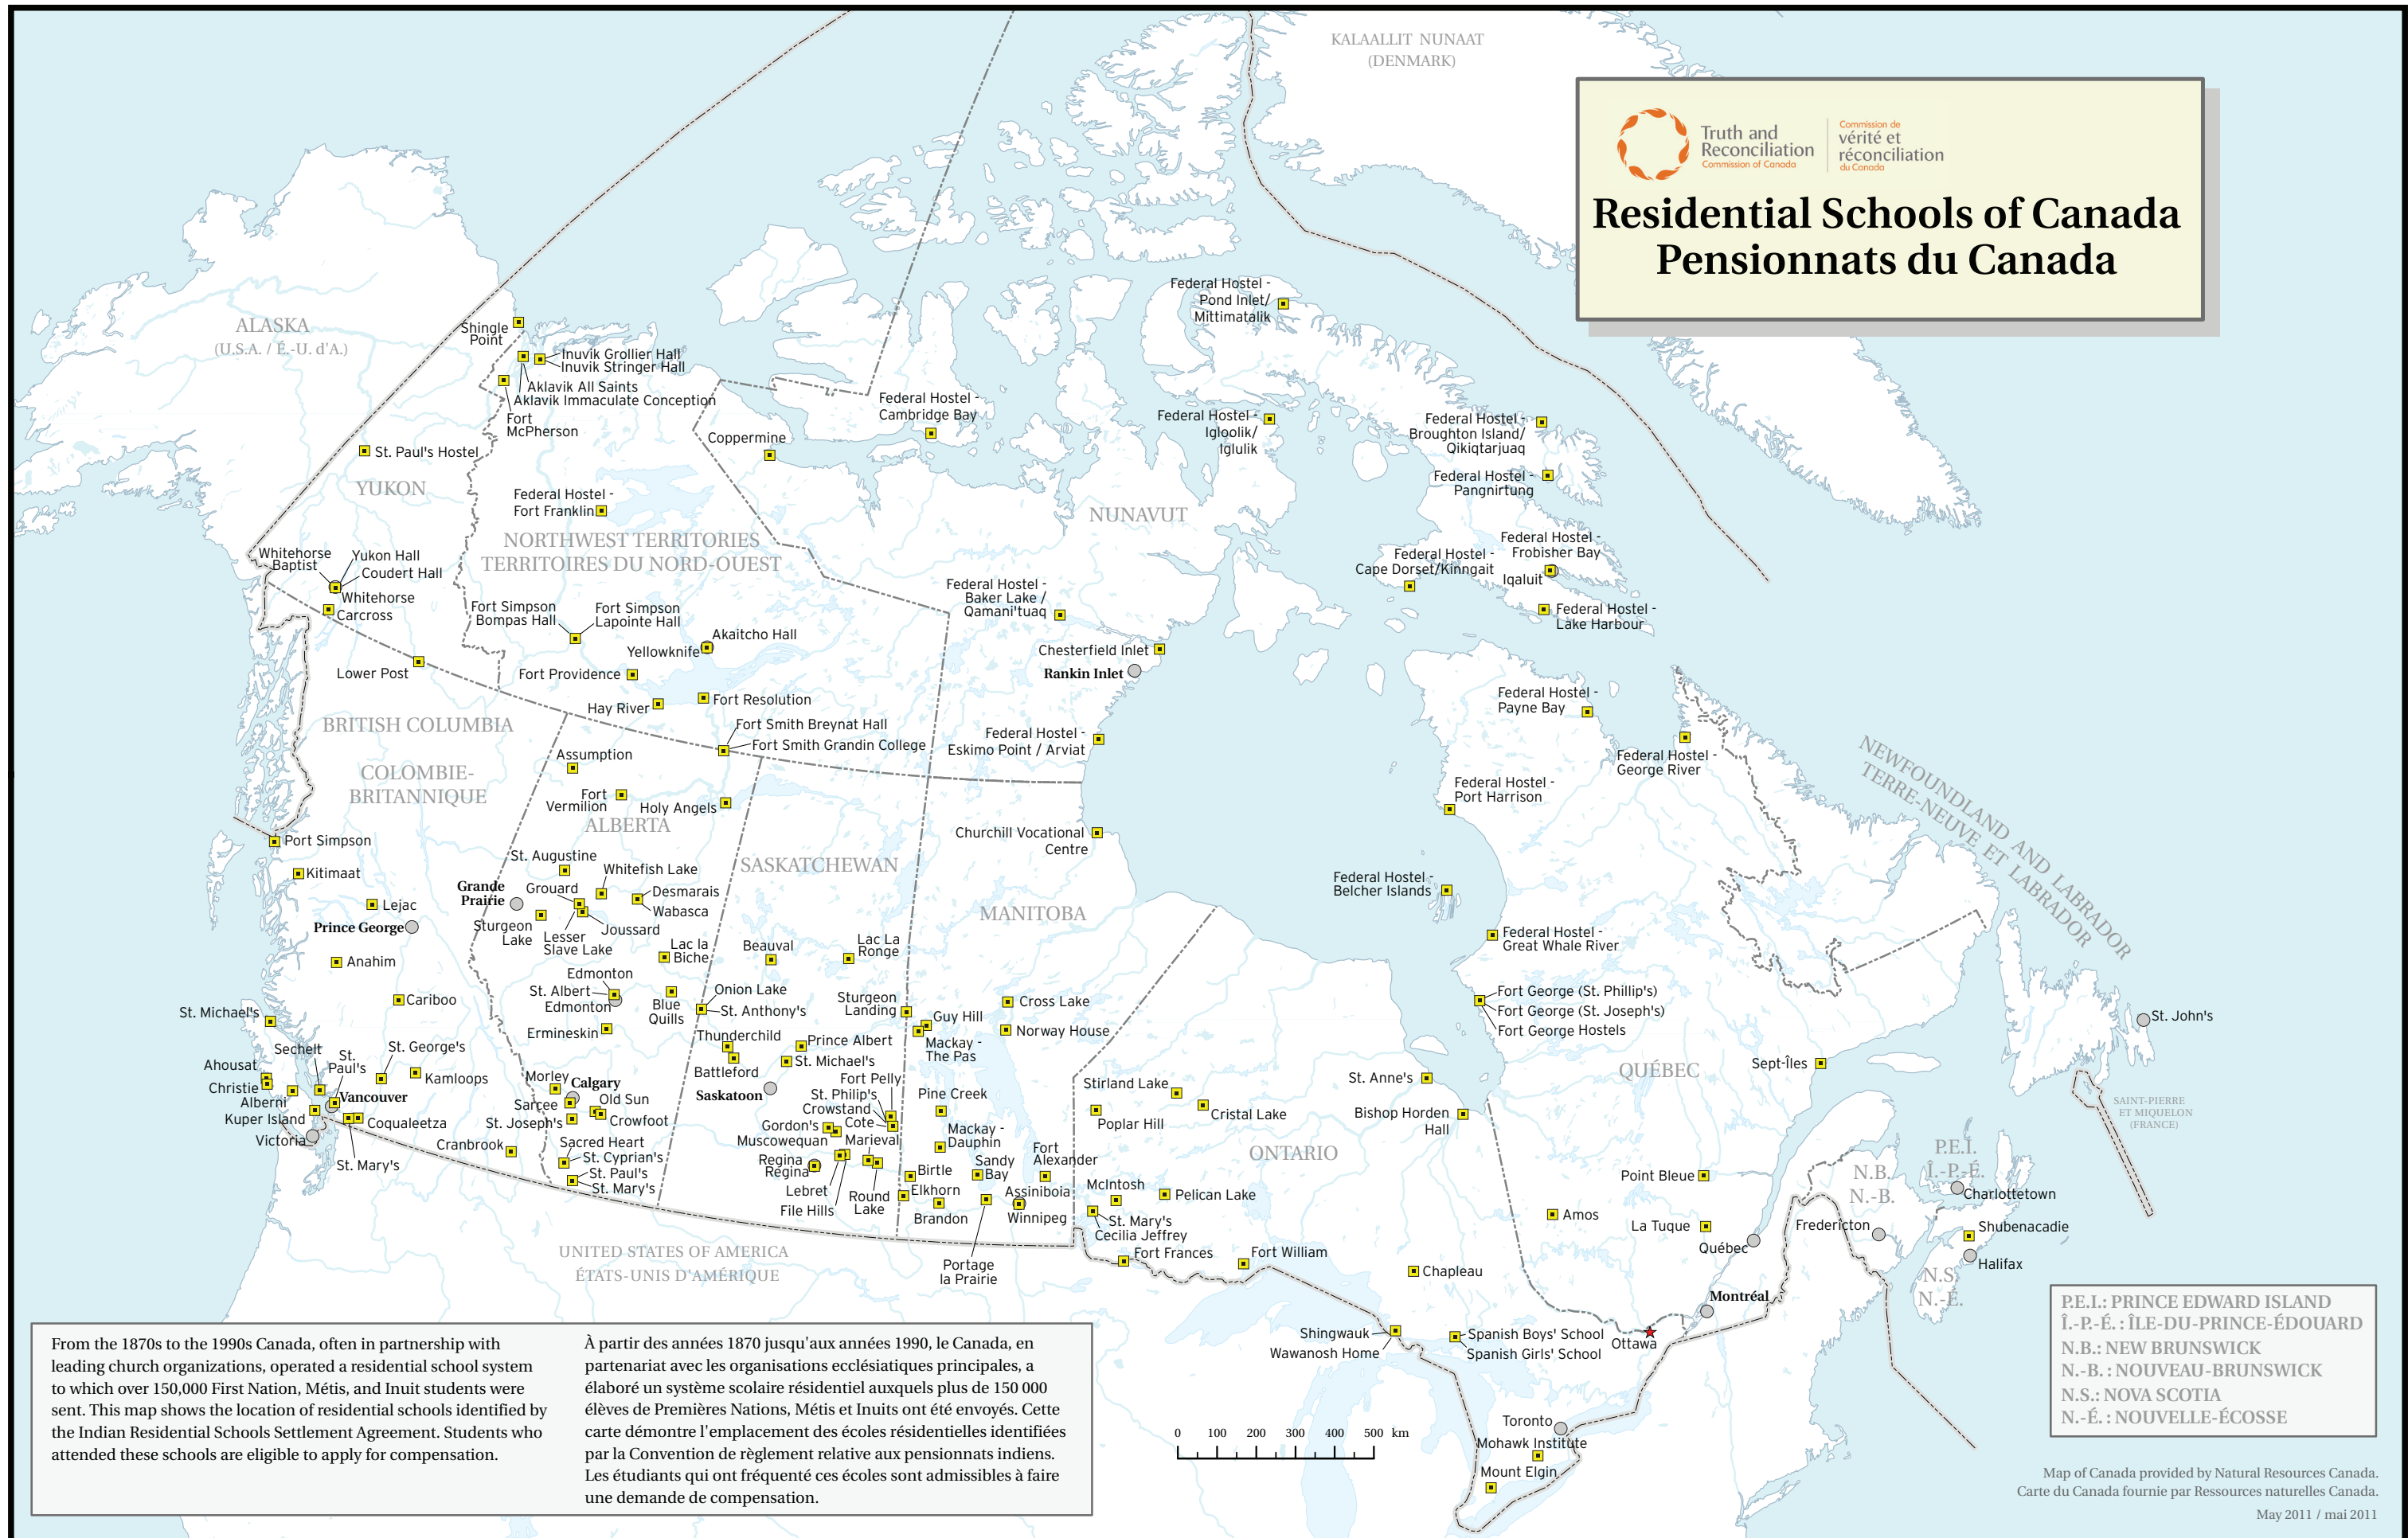 KALAALLIT NUNAAT
(DENMARK)
Truth and
Reconciliation
Commission of Canada
Commission de
vérité et
réconciliation
du Canada
Residential Schools of Canada
Pensionnats du Canada
ALASKA
(U.S.A. / É.-U. d'A.)
Shingle
Point
Inuvik Grollier Hall
Inuvik Stringer Hall
Aklavik All Saints
Aklavik Immaculate Conception
Fort
McPherson
St. Paul's Hostel
YUKON
Federal Hostel -
Fort Franklin
NORTHWEST TERRITORIES
TERRITOIRES DU NORD-OUEST
Coppermine
Federal Hostel -
Cambridge Bay
Federal Hostel -
Pond Inlet/
Mittimatalik
Federal Hostel -
Igloolik/
Iglulik
Federal Hostel -
Broughton Island/
Qikiqtarjuaq
Federal Hostel -
Pangnirtung
NUNAVUT
Federal Hostel -
Frobisher Bay
Iqaluit
Federal Hostel -
Cape Dorset/Kinngait
Federal Hostel -
Lake Harbour
Federal Hostel -
Baker Lake /
Qamani'tuaq
Chesterfield Inlet
Rankin Inlet
Federal Hostel -
Eskimo Point / Arviat
Whitehorse
Baptist
Yukon Hall
Coudert Hall
Whitehorse
Carcross
Lower Post
Fort Simpson
Bompas Hall
Fort Simpson
Lapointe Hall
Akaitcho Hall
Yellowknife
Fort Providence
Hay River
Fort Resolution
Fort Smith Breynat Hall
Fort Smith Grandin College
BRITISH COLUMBIA
COLOMBIE-
BRITANNIQUE
Port Simpson
Kitimaat
Lejac
Prince George
Anahim
Cariboo
St. Michael's
Sechelt
St.
Paul's
St. George's
Kamloops
Ahousat
Christie
Alberni
Kuper Island
Victoria
Vancouver
Coqualeetza
St. Mary's
Cranbrook
Assumption
Fort
Vermilion
Holy Angels
ALBERTA
St. Augustine
Whitefish Lake
Grande
Prairie
Grouard
Desmarais
Wabasca
Sturgeon
Lake
Lesser
Slave Lake
Joussard
Lac la
Biche
Edmonton
St. Albert
Edmonton
Blue
Quills
Ermineskin
Morley
Calgary
Sarcee
Old Sun
Crowfoot
St. Joseph's
Sacred Heart
St. Cyprian's
St. Paul's
St. Mary's
SASKATCHEWAN
Beauval
Lac La
Ronge
Onion Lake
St. Anthony's
Sturgeon
Landing
Thunderchild
Prince Albert
Battleford
St. Michael's
Saskatoon
Fort Pelly
St. Philip's
Crowstand
Cote
Gordon's
Muscowequan
Marieval
Regina
Régina
Lebret
File Hills
Round
Lake
MANITOBA
Churchill Vocational
Centre
Cross Lake
Guy Hill
Norway House
Mackay -
The Pas
Pine Creek
Mackay -
Dauphin
Fort
Alexander
Sandy
Bay
Birtle
Elkhorn
Brandon
Assiniboia
Winnipeg
Portage
la Prairie
ONTARIO
Stirland Lake
Cristal Lake
Poplar Hill
St. Anne's
Bishop Horden
Hall
McIntosh
Pelican Lake
St. Mary's
Cecilia Jeffrey
Fort Frances
Fort William
Chapleau
Shingwauk
Wawanosh Home
Spanish Boys' School
Spanish Girls' School
Ottawa
Toronto
Mohawk Institute
Mount Elgin
QUÉBEC
Federal Hostel -
Payne Bay
Federal Hostel -
George River
Federal Hostel -
Port Harrison
Federal Hostel -
Belcher Islands
Federal Hostel -
Great Whale River
Fort George (St. Phillip's)
Fort George (St. Joseph's)
Fort George Hostels
Sept-Îles
Point Bleue
Amos
La Tuque
Québec
Montréal
NEWFOUNDLAND AND LABRADOR
TERRE-NEUVE ET LABRADOR
St. John's
SAINT-PIERRE
ET MIQUELON
(FRANCE)
P.E.I.
Î.-P.-É.
N.B.
N.-B.
Charlottetown
Fredericton
Shubenacadie
Halifax
N.S.
N.-É.
UNITED STATES OF AMERICA
ÉTATS-UNIS D'AMÉRIQUE
From the 1870s to the 1990s Canada, often in partnership with
leading church organizations, operated a residential school system
to which over 150,000 First Nation, Métis, and Inuit students were
sent. This map shows the location of residential schools identified by
the Indian Residential Schools Settlement Agreement. Students who
attended these schools are eligible to apply for compensation.
À partir des années 1870 jusqu'aux années 1990, le Canada, en
partenariat avec les organisations ecclésiatiques principales, a
élaboré un système scolaire résidentiel auxquels plus de 150 000
élèves de Premières Nations, Métis et Inuits ont été envoyés. Cette
carte démontre l'emplacement des écoles résidentielles identifiées
par la Convention de règlement relative aux pensionnats indiens.
Les étudiants qui ont fréquenté ces écoles sont admissibles à faire
une demande de compensation.
0 100 200 300 400 500 km
P.E.I.: PRINCE EDWARD ISLAND
Î.-P.-É. : ÎLE-DU-PRINCE-ÉDOUARD
N.B.: NEW BRUNSWICK
N.-B. : NOUVEAU-BRUNSWICK
N.S.: NOVA SCOTIA
N.-É. : NOUVELLE-ÉCOSSE
Map of Canada provided by Natural Resources Canada.
Carte du Canada fournie par Ressources naturelles Canada.
May 2011 / mai 2011